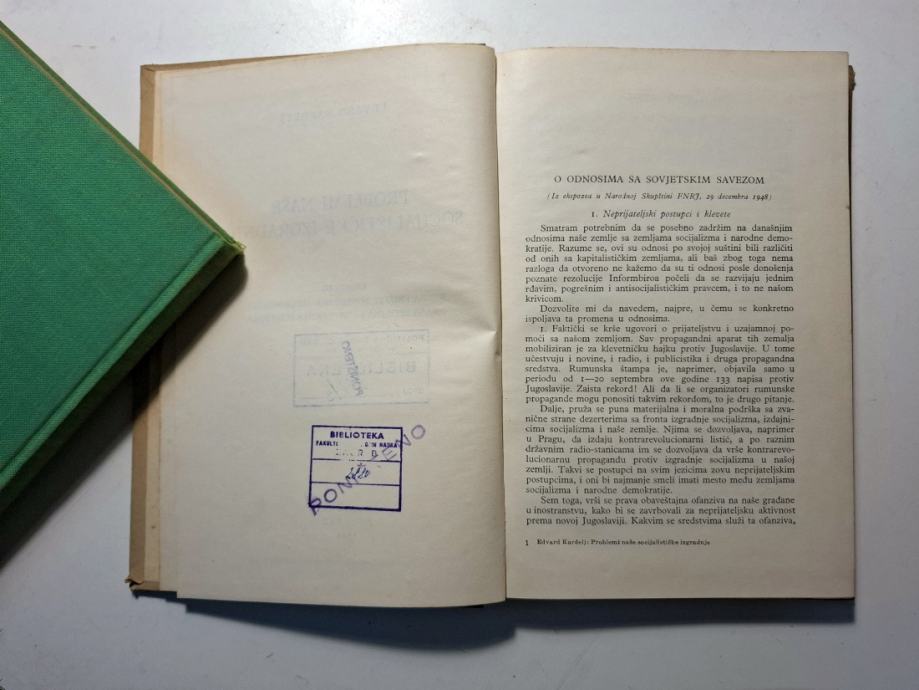 BIBLIOTEKA
PONIŠTENO
O ODNOSIMA SA SOVJETSKIM SAVEZOM
(Iz ekspozea u Narodnoj Skupštini FNRJ, 29 decembra 1948)
1. Neprijateljski postupci i klevete
Smatram potrebnim da se posebno zadržim na današnjim
odnosima naše zemlje sa zemljama socijalizma i narodne demo-
kratije. Razume se, ovi su odnosi po svojoj suštini bili različiti
od onih sa kapitalističkim zemljama, ali baš zbog toga nema
razloga da otvoreno ne kažemo da su ti odnosi posle donošenja
poznate rezolucije Informbiroa počeli da se razvijaju jednim
rđavim, pogrešnim i antisocijalističkim pravcem, i to ne našom
krivicom.
Dozvolite mi da navedem, najpre, u čemu se konkretno
ispoljava ta promena u odnosima.
1. Faktički se krše ugovori o prijateljstvu i uzajamnoj po-
moći sa našom zemljom. Sav propagandni aparat tih zemalja
mobiliziran je za klevetničku hajku protiv Jugoslavije. U tome
učestvuju i novine, i radio, i publicistika i druga propagandna
sredstva. Rumunska štampa je, naprimer, objavila samo u
periodu od 1—20 septembra ove godine 133 napisa protiv
Jugoslavije. Zaista rekord! Ali da li se organizatori rumunske
propagande mogu ponositi takvim rekordom, to je drugo pitanje.
Dalje, pruža se puna materijalna i moralna podrška sa zva-
nične strane dezerterima sa fronta izgradnje socijalizma, izdajni-
cima socijalizma i naše zemlje. Njima se dozvoljava, naprimer
u Pragu, da izdaju kontrarevolucionarni listić, a po raznim
državnim radio-stanicama im se dozvoljava da vrše kontrarevo-
lucionarnu propagandu protiv izgradnje socijalizma u našoj
zemlji. Takvi se postupci na svim jezicima zovu neprijateljskim
postupcima, i oni bi najmanje smeli imati mesto među zemljama
socijalizma i narodne demokratije.
Sem toga, vrši se prava obaveštajna ofanziva na naše građane
u inostranstvu, kako bi se zavrbovali za neprijateljsku aktivnost
prema novoj Jugoslaviji. Kakvim se sredstvima služi ta ofanziva,
1 Edvard Kardelj: Problemi naše socijalističke izgradnje